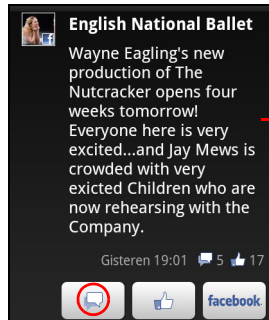 English National Ballet
Wayne Eagling's new
production of The
Nutcracker opens four
weeks tomorrow!
Everyone here is very
excited...and Jay Mews is
crowded with very
exicted Children who are
now rehearsing with the
Company.
Gisteren 19:01 5 17
facebook